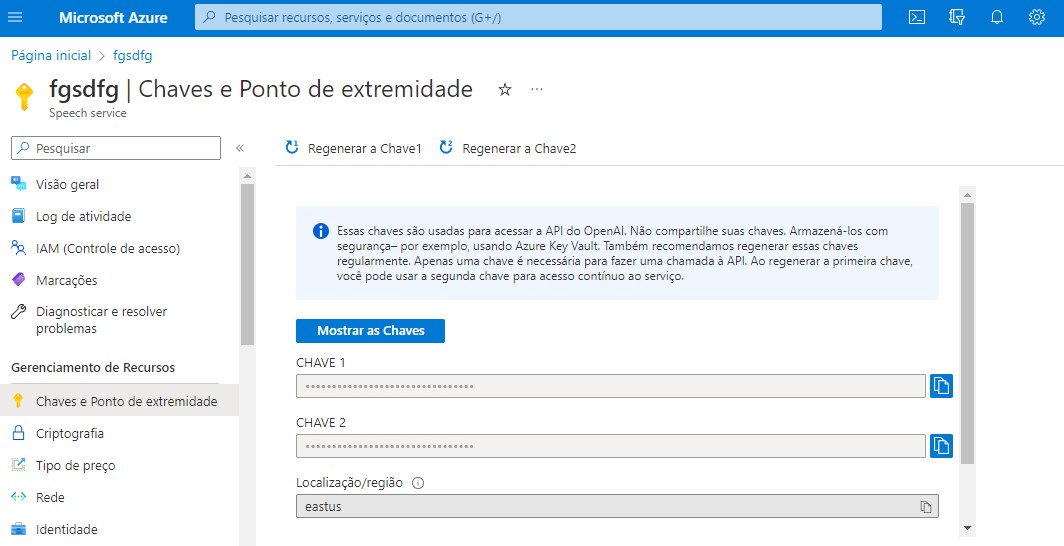 Microsoft Azure
Pesquisar recursos, serviços e documentos (G+/)
Página inicial > fgsdfg
fgsdfg | Chaves e Ponto de extremidade
Speech service
Pesquisar
Visão geral
Log de atividade
IAM (Controle de acesso)
Marcações
Diagnosticar e resolver
problemas
Gerenciamento de Recursos
Chaves e Ponto de extremidade
Criptografia
Tipo de preço
Rede
Identidade
Regenerar a Chave1
Regenerar a Chave2
Essas chaves são usadas para acessar a API do OpenAI. Não compartilhe suas chaves. Armazená-los com
segurança– por exemplo, usando Azure Key Vault. Também recomendamos regenerar essas chaves
regularmente. Apenas uma chave é necessária para fazer uma chamada à API. Ao regenerar a primeira chave,
você pode usar a segunda chave para acesso contínuo ao serviço.
Mostrar as Chaves
CHAVE 1
••••••••••••••••••••••••••••••••
CHAVE 2
••••••••••••••••••••••••••••••••
Localização/região
eastus